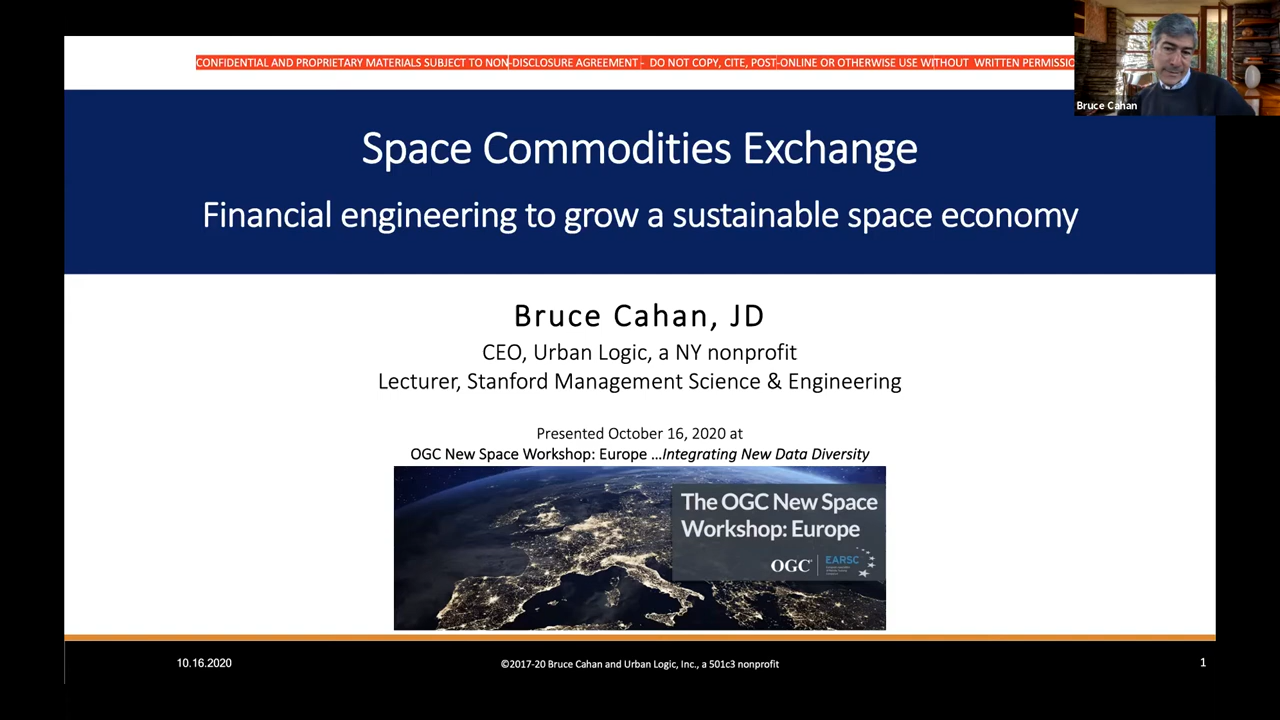 CONFIDENTIAL AND PROPRIETARY MATERIALS SUBJECT TO NON-DISCLOSURE AGREEMENT - DO NOT COPY, CITE, POST-ONLINE OR OTHERWISE USE WITHOUT WRITTEN PERMISSIO
Bruce Cahan
Space Commodities Exchange
Financial engineering to grow a sustainable space economy
Bruce Cahan, JD
CEO, Urban Logic, a NY nonprofit
Lecturer, Stanford Management Science & Engineering
Presented October 16, 2020 at
OGC New Space Workshop: Europe ...Integrating New Data Diversity
The OGC New Space
Workshop: Europe
OGC
EARSC
10.16.2020
©2017-20 Bruce Cahan and Urban Logic, Inc., a 501c3 nonprofit
1